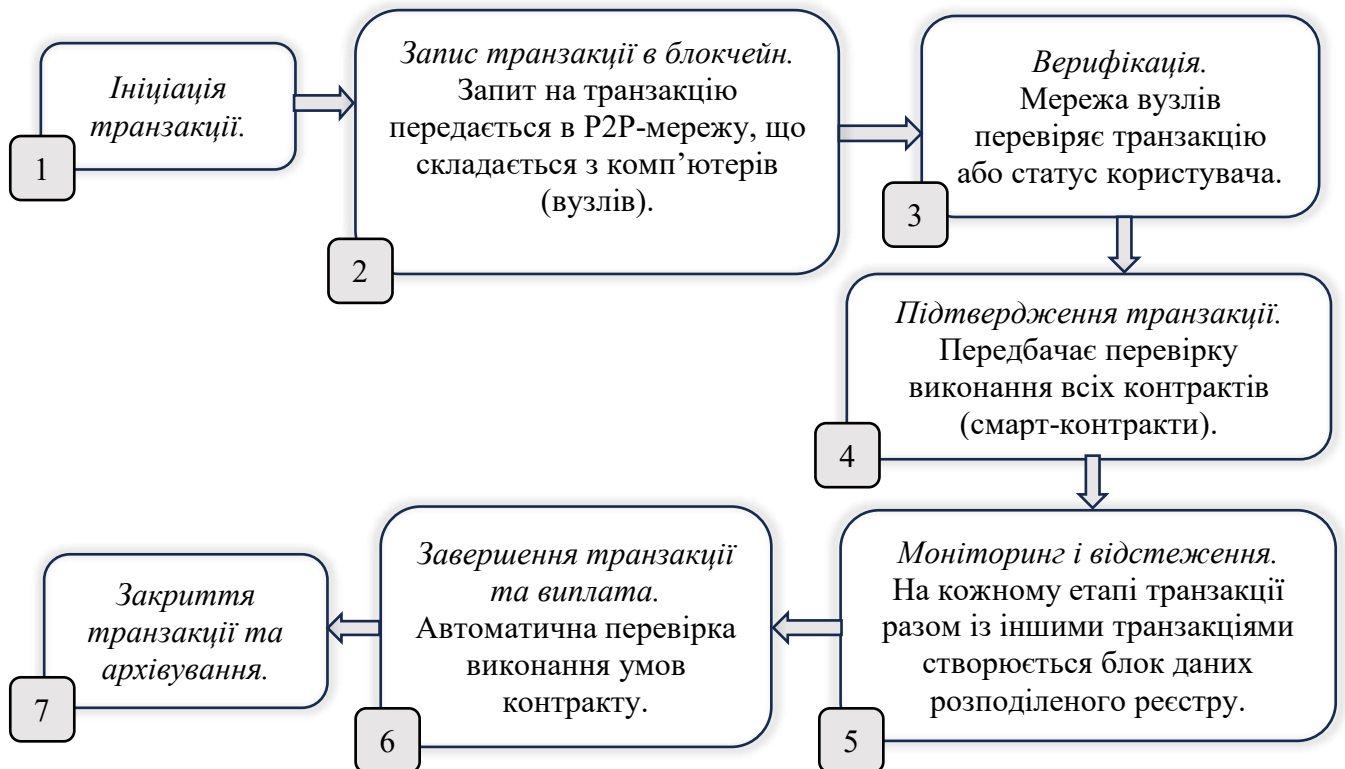 Ініціація
транзакції.
1
Запис транзакції в блокчейн.
Запит на транзакцію
передається в P2P-мережу, що
складається з комп’ютерів
(вузлів).
2
Верифікація.
Мережа вузлів
перевіряє транзакцію
або статус користувача.
3
Підтвердження транзакції.
Передбачає перевірку
виконання всіх контрактів
(смарт-контракти).
4
Моніторинг і відстеження.
На кожному етапі транзакції
разом із іншими транзакціями
створюється блок даних
розподіленого реєстру.
5
Завершення транзакції
та виплата.
Автоматична перевірка
виконання умов
контракту.
6
Закриття
транзакції та
архівування.
7